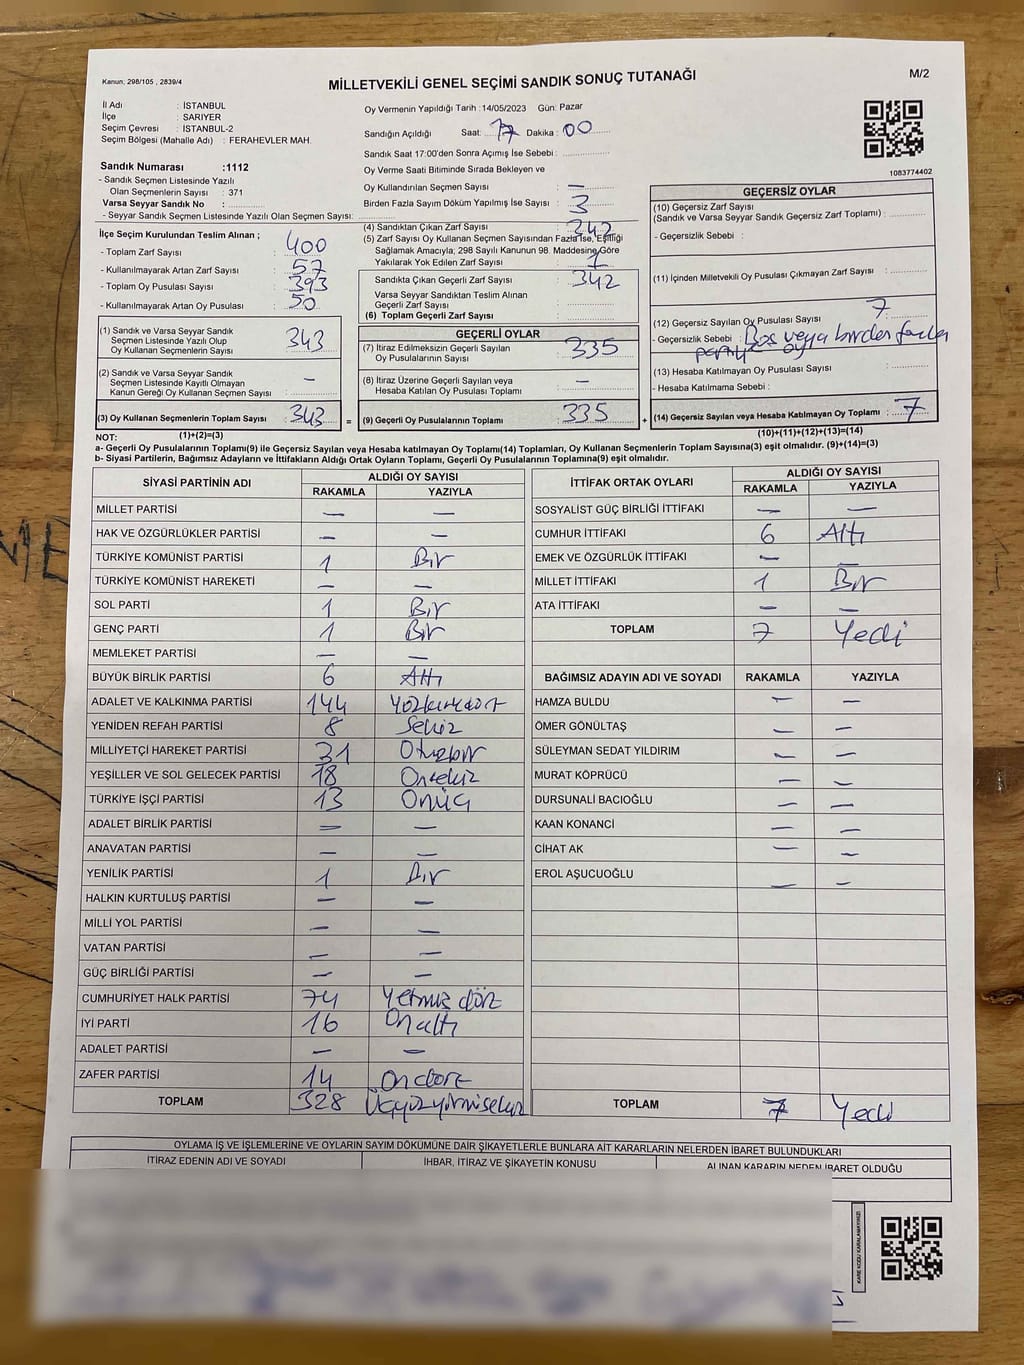 Kanun, 298/105 , 2839/4
MİLLETVEKİLİ GENEL SEÇİMİ SANDIK SONUÇ TUTANAĞI
M/2
İl Adı : İSTANBUL
İlçe : SARIYER
Seçim Çevresi : İSTANBUL-2
Seçim Bölgesi (Mahalle Adı) : FERAHEVLER MAH.
Sandık Numarası :1112
- Sandık Seçmen Listesinde Yazılı
Olan Seçmenlerin Sayısı : 371
Varsa Seyyar Sandık No :
- Seyyar Sandık Seçmen Listesinde Yazılı Olan Seçmen Sayısı:
Oy Vermenin Yapıldığı Tarih :14/05/2023 Gün: Pazar
Sandığın Açıldığı Saat: 17 Dakika : 00
Sandık Saat 17:00'den Sonra Açımış İse Sebebi :
Oy Verme Saati Bitiminde Sırada Bekleyen ve
Oy Kullandırılan Seçmen Sayısı : —
Birden Fazla Sayım Döküm Yapılmış İse Sayısı : 3
1083774402
İlçe Seçim Kurulundan Teslim Alınan ;
- Toplam Zarf Sayısı : 400
- Kullanılmayarak Artan Zarf Sayısı : 57
- Toplam Oy Pusulası Sayısı : 393
- Kullanılmayarak Artan Oy Pusulası : 50
(4) Sandıktan Çıkan Zarf Sayısı : 342
(5) Zarf Sayısı Oy Kullanan Seçmen Sayısından Fazla İse, Eşitliği
Sağlamak Amacıyla, 298 Sayılı Kanunun 98. Maddesine Göre
Yakılarak Yok Edilen Zarf Sayısı : 1
Sandıkta Çıkan Geçerli Zarf Sayısı : 342
Varsa Seyyar Sandıktan Teslim Alınan
Geçerli Zarf Sayısı :
(6) Toplam Geçerli Zarf Sayısı :
GEÇERSİZ OYLAR
(10) Geçersiz Zarf Sayısı
(Sandık ve Varsa Seyyar Sandık Geçersiz Zarf Toplamı) :
- Geçersizlik Sebebi :
(11) İçinden Milletvekili Oy Pusulası Çıkmayan Zarf Sayısı :
(12) Geçersiz Sayılan Oy Pusulası Sayısı : 7
- Geçersizlik Sebebi : Boş veya birden fazla
partiye oy
(13) Hesaba Katılmayan Oy Pusulası Sayısı :
- Hesaba Katılmama Sebebi :
(14) Geçersiz Sayılan veya Hesaba Katılmayan Oy Toplamı : 7
(10)+(11)+(12)+(13)=(14)
(1) Sandık ve Varsa Seyyar Sandık
Seçmen Listesinde Yazılı Olup
Oy Kullanan Seçmenlerin Sayısı : 343
(2) Sandık ve Varsa Seyyar Sandık
Seçmen Listesinde Kayıtlı Olmayan
Kanun Gereği Oy Kullanan Seçmen Sayısı : —
(3) Oy Kullanan Seçmenlerin Toplam Sayısı : 343 =
(1)+(2)=(3)
GEÇERLİ OYLAR
(7) İtiraz Edilmeksizin Geçerli Sayılan
Oy Pusulalarının Sayısı : 335
(8) İtiraz Üzerine Geçerli Sayılan veya
Hesaba Katılan Oy Pusulası Toplamı : —
(9) Geçerli Oy Pusulalarının Toplamı : 335 +
NOT:
a- Geçerli Oy Pusulalarının Toplamı(9) ile Geçersiz Sayılan veya Hesaba katılmayan Oy Toplamı(14) Toplamları, Oy Kullanan Seçmenlerin Toplam Sayısına(3) eşit olmalıdır. (9)+(14)=(3)
b- Siyasi Partilerin, Bağımsız Adayların ve İttifakların Aldığı Ortak Oyların Toplamı, Geçerli Oy Pusulalarının Toplamına(9) eşit olmalıdır.
SİYASİ PARTİNİN ADI ALDIĞI OY SAYISI
RAKAMLA YAZIYLA
MİLLET PARTİSİ — —
HAK VE ÖZGÜRLÜKLER PARTİSİ — —
TÜRKİYE KOMÜNİST PARTİSİ 1 Bir
TÜRKİYE KOMÜNİST HAREKETİ — —
SOL PARTİ 1 Bir
GENÇ PARTİ 1 Bir
MEMLEKET PARTİSİ — —
BÜYÜK BİRLİK PARTİSİ 6 Altı
ADALET VE KALKINMA PARTİSİ 144 Yüzkırkdört
YENİDEN REFAH PARTİSİ 8 Sekiz
MİLLİYETÇİ HAREKET PARTİSİ 31 Otuzbir
YEŞİLLER VE SOL GELECEK PARTİSİ 18 Onsekiz
TÜRKİYE İŞÇİ PARTİSİ 13 Onüç
ADALET BİRLİK PARTİSİ — —
ANAVATAN PARTİSİ — —
YENİLİK PARTİSİ 1 Bir
HALKIN KURTULUŞ PARTİSİ — —
MİLLİ YOL PARTİSİ — —
VATAN PARTİSİ — —
GÜÇ BİRLİĞİ PARTİSİ — —
CUMHURİYET HALK PARTİSİ 74 Yetmiş dört
İYİ PARTİ 16 Onaltı
ADALET PARTİSİ — —
ZAFER PARTİSİ 14 Ondört
TOPLAM 328 Üçyüzyirmisekiz
İTTİFAK ORTAK OYLARI ALDIĞI OY SAYISI
RAKAMLA YAZIYLA
SOSYALİST GÜÇ BİRLİĞİ İTTİFAKI — —
CUMHUR İTTİFAKI 6 Altı
EMEK VE ÖZGÜRLÜK İTTİFAKI — —
MİLLET İTTİFAKI 1 Bir
ATA İTTİFAKI — —
TOPLAM 7 Yedi
BAĞIMSIZ ADAYIN ADI VE SOYADI RAKAMLA YAZIYLA
HAMZA BULDU — —
ÖMER GÖNÜLTAŞ — —
SÜLEYMAN SEDAT YILDIRIM — —
MURAT KÖPRÜCÜ — —
DURSUNALİ BACIOĞLU — —
KAAN KONANCİ — —
CİHAT AK — —
EROL AŞUCUOĞLU — —
TOPLAM 7 Yedi
OYLAMA İŞ VE İŞLEMLERİNE VE OYLARIN SAYIM DÖKÜMÜNE DAİR ŞİKAYETLERLE BUNLARA AİT KARARLARIN NELERDEN İBARET BULUNDUKLARI
İTİRAZ EDENİN ADI VE SOYADI İHBAR, İTİRAZ VE ŞİKAYETİN KONUSU ALINAN KARARIN NEDEN İBARET OLDUĞU
KARE KODU KARALAMAYINIZ!